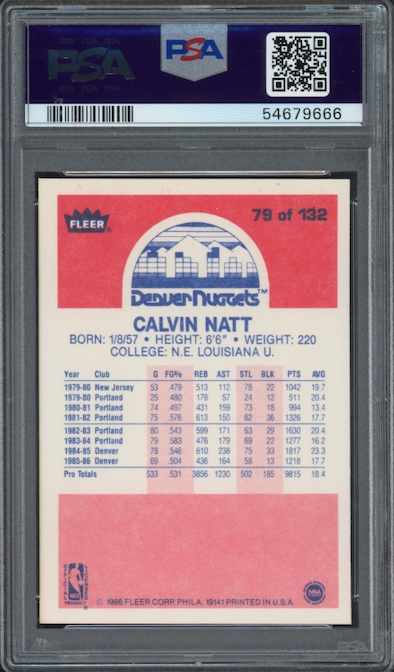 PSA
PSA
54679666
FLEER
79 of 132
Denver Nuggets™
CALVIN NATT
BORN: 1/8/57 • HEIGHT: 6'6" • WEIGHT: 220
COLLEGE: N.E. LOUISIANA U.
Year Club G FG% REB AST STL BLK PTS AVG
1979-80 New Jersey 53 .479 513 112 78 22 1042 19.7
1979-80 Portland 25 .480 178 57 24 12 511 20.4
1980-81 Portland 74 .497 431 159 73 18 994 13.4
1981-82 Portland 75 .576 613 150 62 36 1326 17.7
1982-83 Portland 80 .543 599 171 63 29 1630 20.4
1983-84 Portland 79 .583 476 179 69 22 1277 16.2
1984-85 Denver 78 .546 610 238 75 33 1817 23.3
1985-86 Denver 69 .504 436 164 58 13 1218 17.7
Pro Totals 533 .531 3856 1230 502 185 9815 18.4
OFFICIAL NBA LICENSED PRODUCT
© 1986 FLEER CORP. PHILA. 19141 PRINTED IN U.S.A.